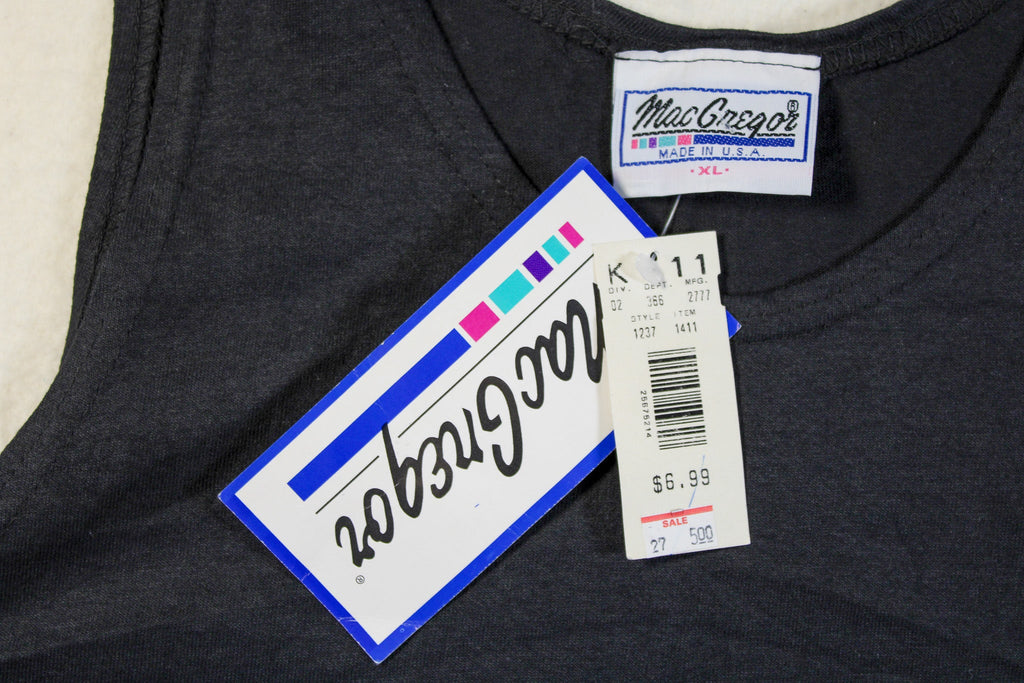 MacGregor®
MADE IN U.S.A.
·XL·
MacGregor
®
K 11
DIV. DEPT. MFG.
02 366 2777
STYLE ITEM
1237 1411
25675214
$6.99
SALE
27 500